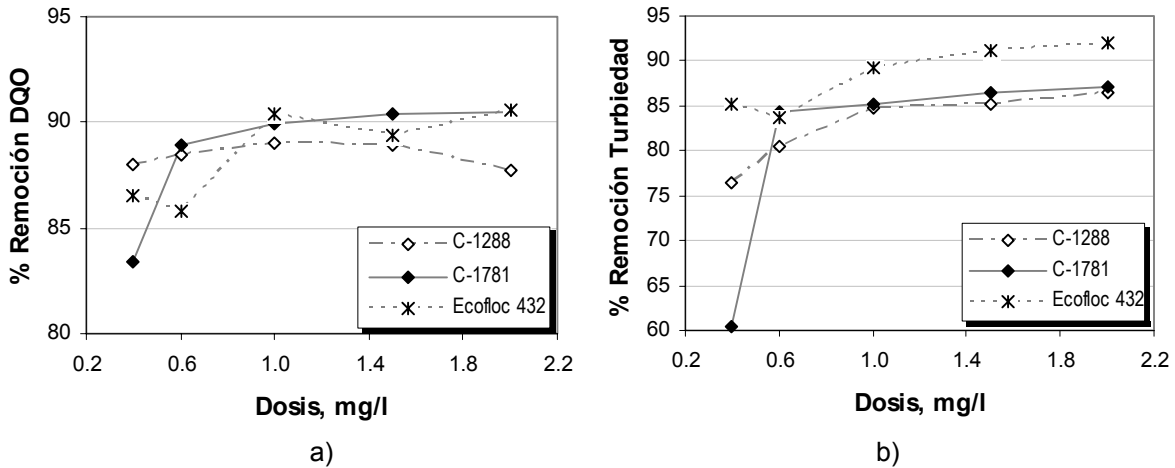 95
90
85
80
% Remoción DQO
C-1288
C-1781
Ecofloc 432
0.2 0.6 1.0 1.4 1.8 2.2
Dosis, mg/l
a)
95
90
85
80
75
70
65
60
% Remoción Turbiedad
C-1288
C-1781
Ecofloc 432
0.2 0.6 1.0 1.4 1.8 2.2
Dosis, mg/l
b)